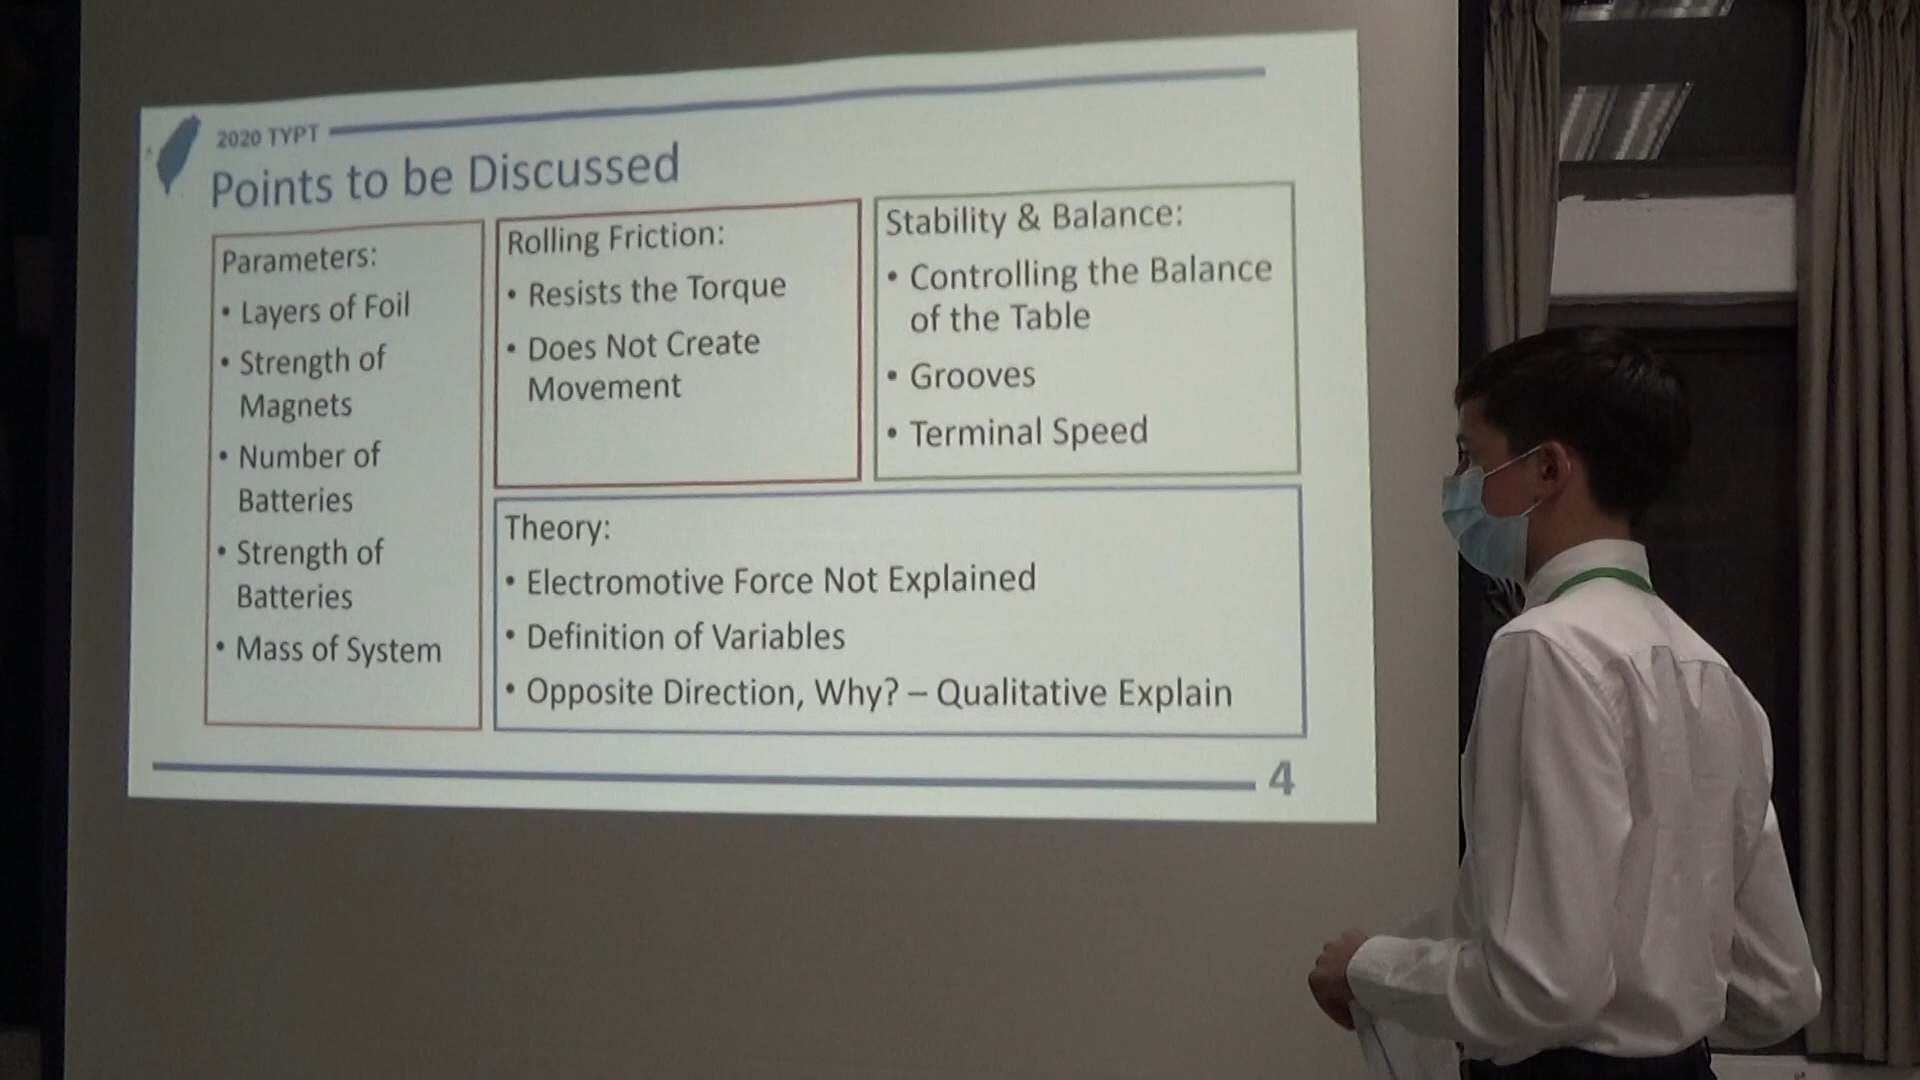 2020 TYPT
Points to be Discussed
Parameters:
• Layers of Foil
• Strength of
Magnets
• Number of
Batteries
• Strength of
Batteries
• Mass of System
Rolling Friction:
• Resists the Torque
• Does Not Create
Movement
Stability & Balance:
• Controlling the Balance
of the Table
• Grooves
• Terminal Speed
Theory:
• Electromotive Force Not Explained
• Definition of Variables
• Opposite Direction, Why? – Qualitative Explain
4